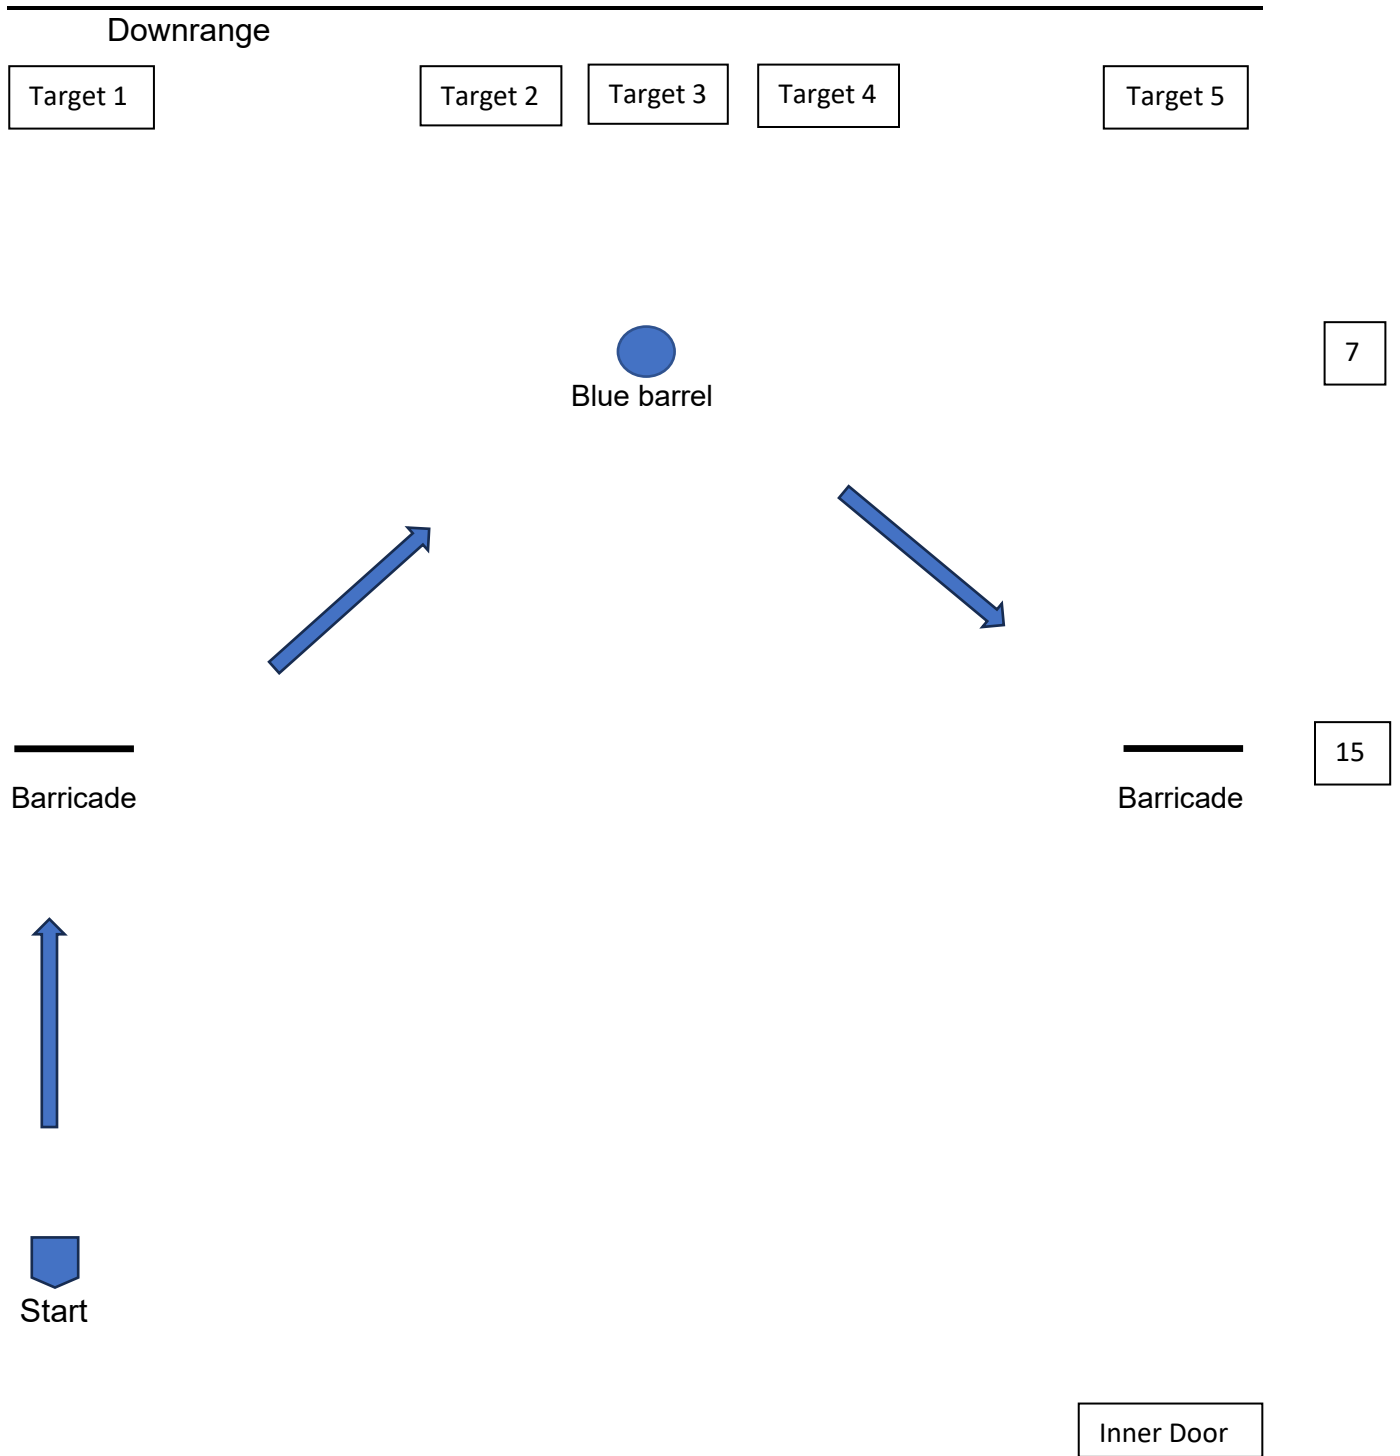 Downrange
Target 1
Target 2
Target 3
Target 4
Target 5
7
Blue barrel
15
Barricade
Barricade
Start
Inner Door